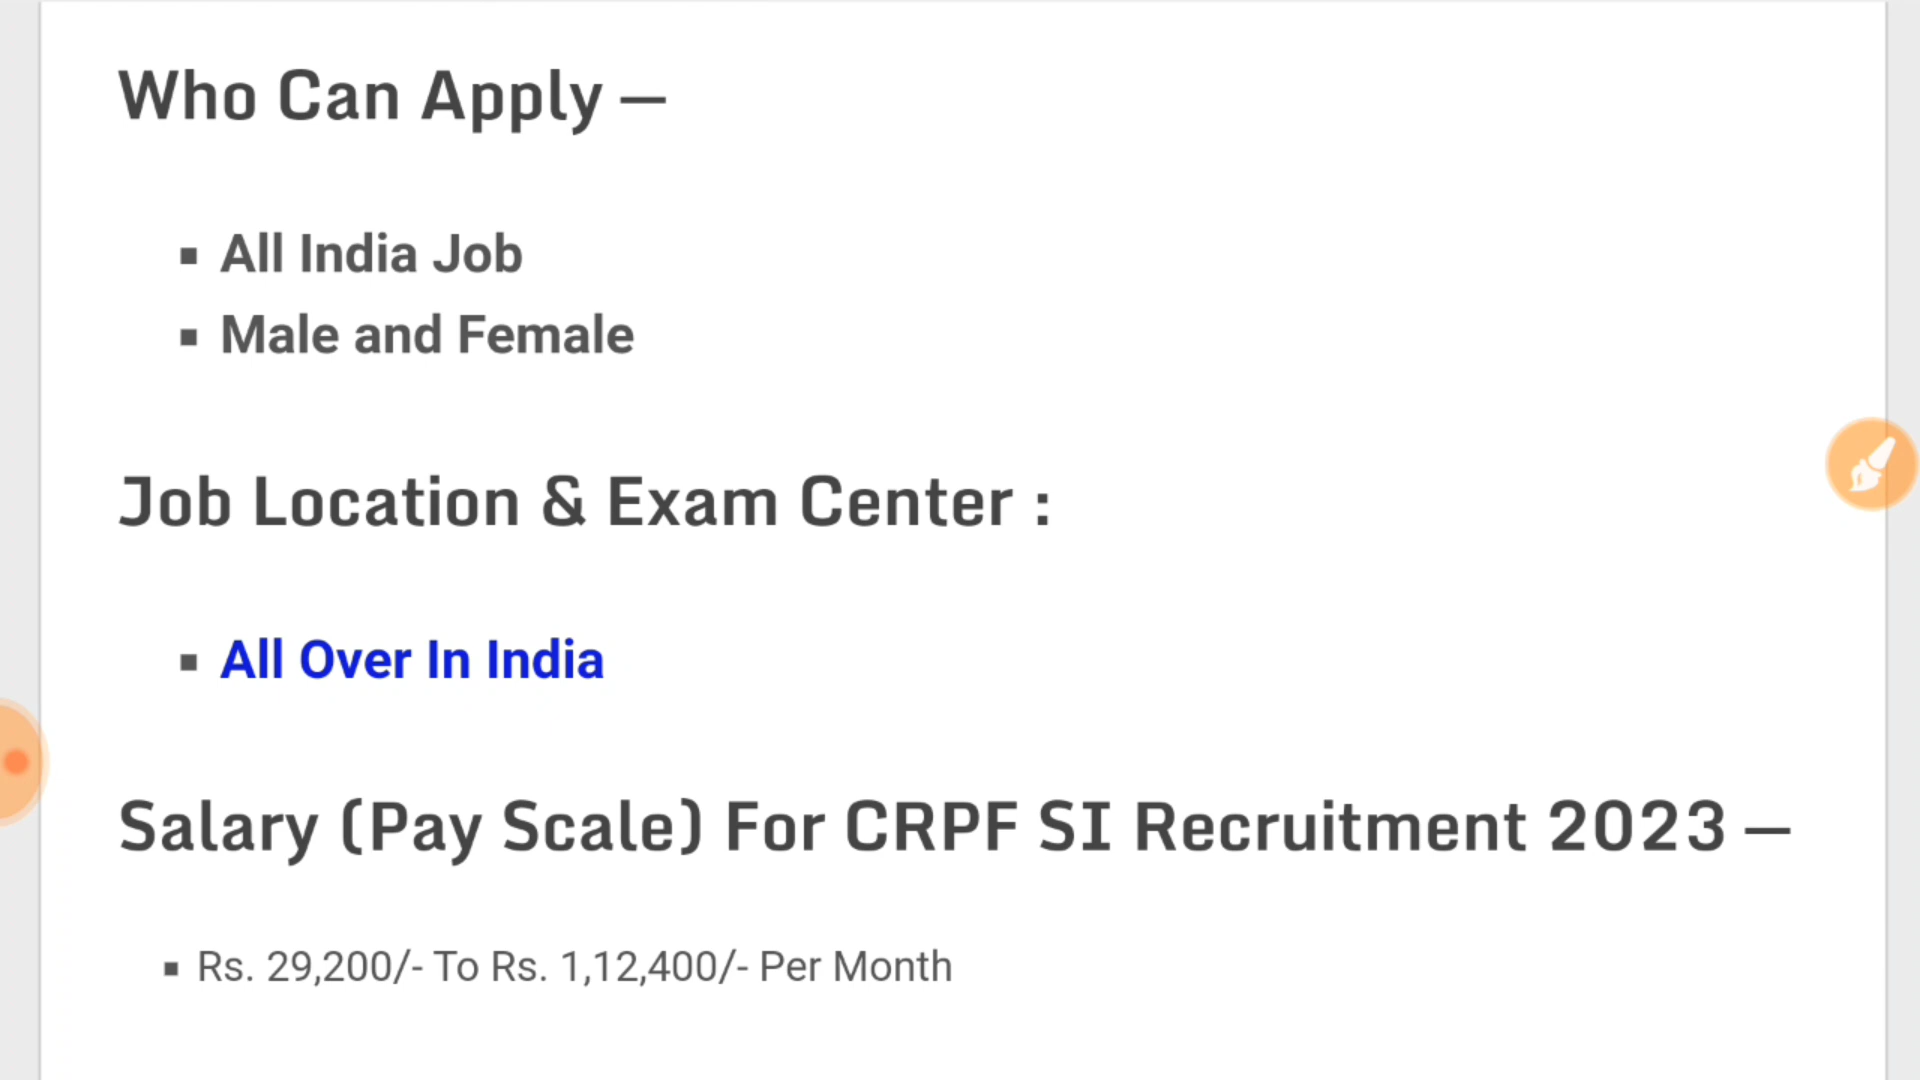 Who Can Apply –
All India Job
Male and Female
Job Location & Exam Center :
All Over In India
Salary (Pay Scale) For CRPF SI Recruitment 2023 –
Rs. 29,200/- To Rs. 1,12,400/- Per Month